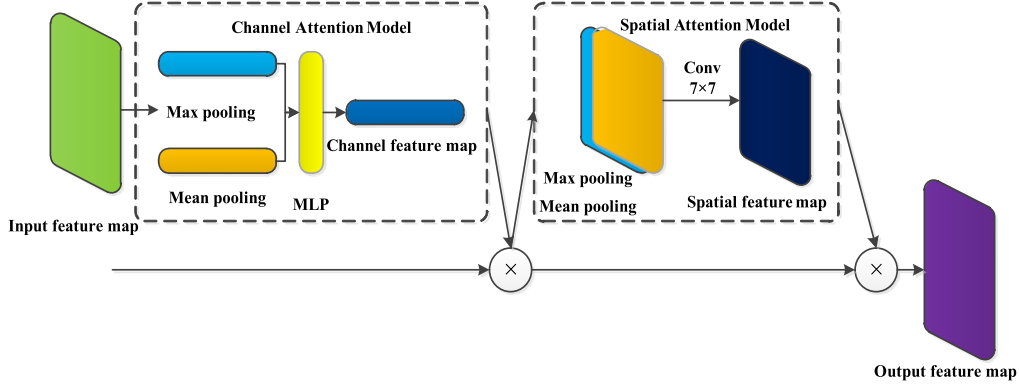 Channel Attention Model
Max pooling
Mean pooling
MLP
Channel feature map
Input feature map
Spatial Attention Model
Conv
7×7
Max pooling
Mean pooling
Spatial feature map
×
×
Output feature map